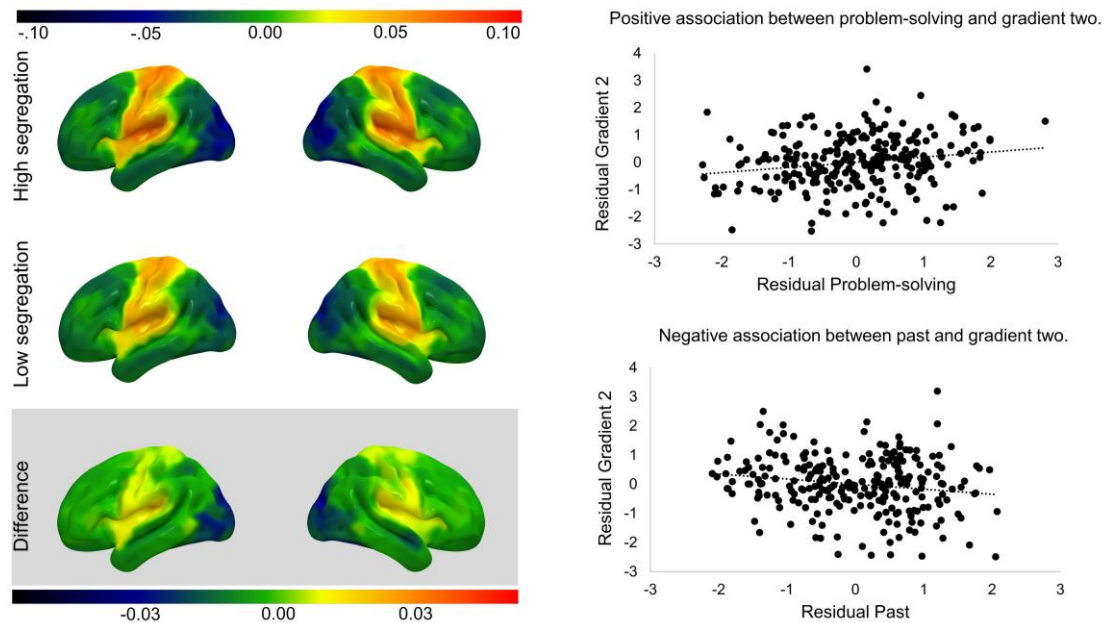 -.10 -.05 0.00 0.05 0.10
High segregation
Low segregation
Difference
-0.03 0.00 0.03
Positive association between problem-solving and gradient two.
4
3
2
1
0
-1
-2
-3
Residual Gradient 2
-3 -2 -1 0 1 2 3
Residual Problem-solving
Negative association between past and gradient two.
4
3
2
1
0
-1
-2
-3
Residual Gradient 2
-3 -2 -1 0 1 2 3
Residual Past